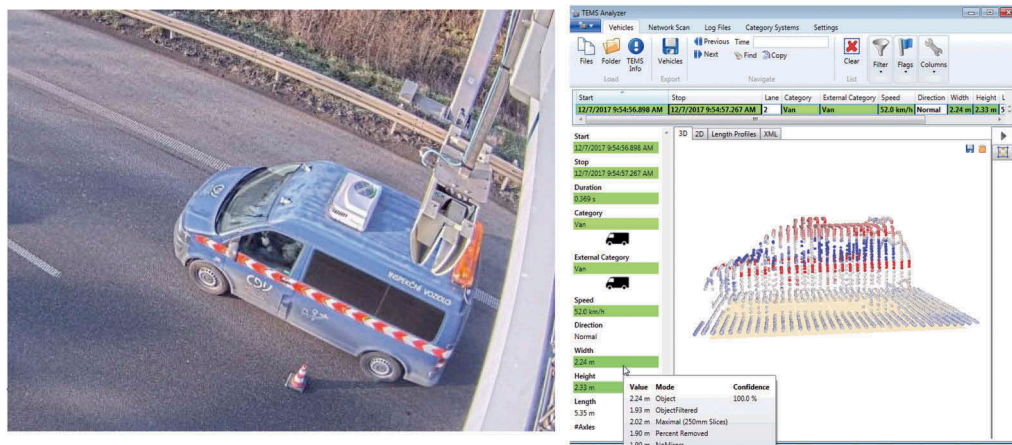 INSPEKČNÍ VOZIDLO
TEMS Analyzer
Vehicles Network Scan Log Files Category Systems Settings
Files Folder TEMS Info
Load
Vehicles
Export
Previous Time
Next Find Copy
Navigate
Clear
List
Filter Flags Columns
Start Stop Lane Category External Category Speed Direction Width Height L
12/7/2017 9:54:56.898 AM 12/7/2017 9:54:57.267 AM 2 Van Van 52.0 km/h Normal 2.24 m 2.33 m 5
3D 2D Length Profiles XML
Start
12/7/2017 9:54:56.898 AM
Stop
12/7/2017 9:54:57.267 AM
Duration
0.369 s
Category
Van
External Category
Van
Speed
52.0 km/h
Direction
Normal
Width
2.24 m
Height
2.33 m
Length
5.35 m
#Axles
Value Mode Confidence
2.24 m Object 100.0 %
1.93 m ObjectFiltered
2.02 m Maximal (250mm Slices)
1.90 m Percent Removed
1.90 m NoMirror